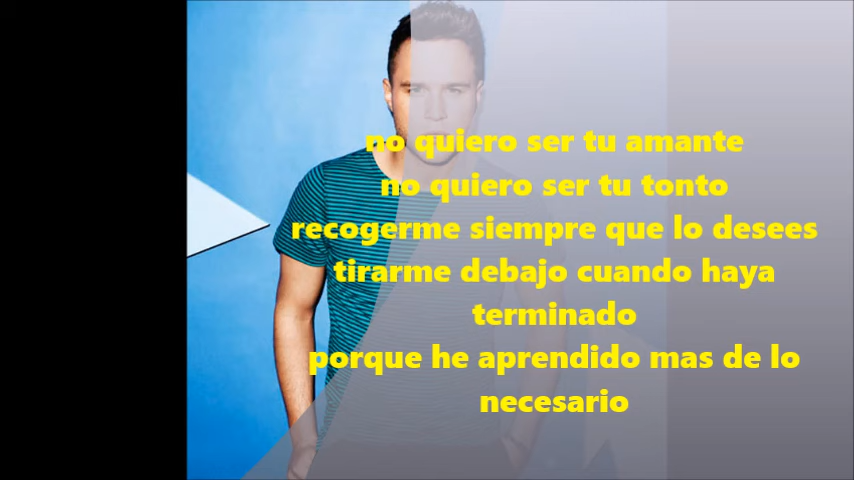 no quiero ser tu amante
no quiero ser tu tonto
recogerme siempre que lo desees
tirarme debajo cuando haya
terminado
porque he aprendido mas de lo
necesario